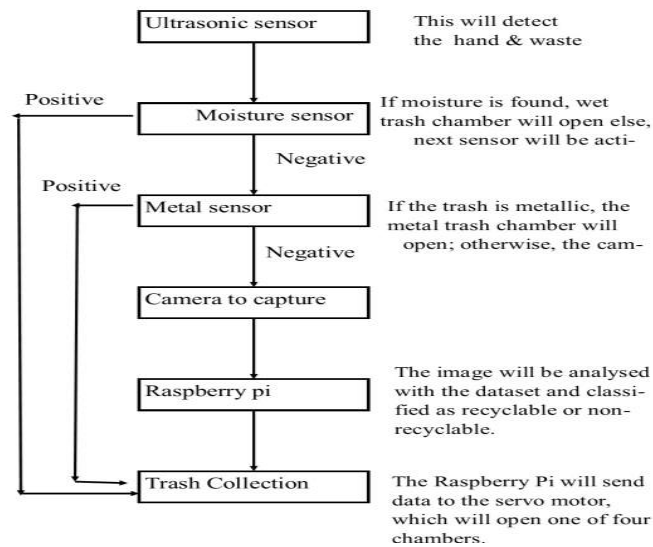 Ultrasonic sensor
This will detect
the hand & waste
Positive
Moisture sensor
If moisture is found, wet
trash chamber will open else,
next sensor will be acti-
Negative
Positive
Metal sensor
If the trash is metallic, the
metal trash chamber will
open; otherwise, the cam-
Negative
Camera to capture
Raspberry pi
The image will be analysed
with the dataset and classi-
fied as recyclable or non-
recyclable.
Trash Collection
The Raspberry Pi will send
data to the servo motor,
which will open one of four
chambers.